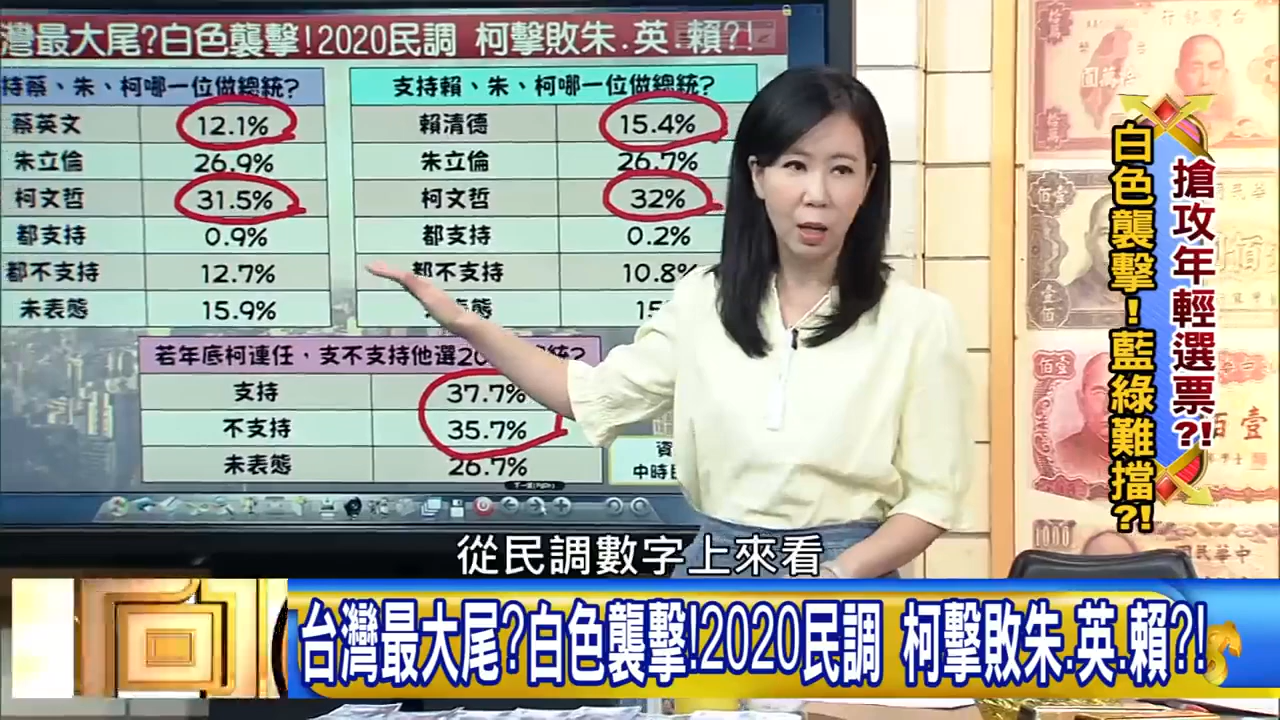 灣最大尾?白色襲擊!2020民調 柯擊敗朱.英.賴?!
持蔡、朱、柯哪一位做總統?
蔡英文 12.1%
朱立倫 26.9%
柯文哲 31.5%
都支持 0.9%
都不支持 12.7%
未表態 15.9%
支持賴、朱、柯哪一位做總統?
賴清德 15.4%
朱立倫 26.7%
柯文哲 32%
都支持 0.2%
都不支持 10.8%
表態 15
若年底柯連任,支不支持他選20 統?
支持 37.7%
不支持 35.7%
未表態 26.7%
資
中時
搶攻年輕選票?!
白色襲擊!藍綠難擋?!
佰壹
壹佰
1000
從民調數字上來看
台灣最大尾?白色襲擊!2020民調 柯擊敗朱.英.賴?!